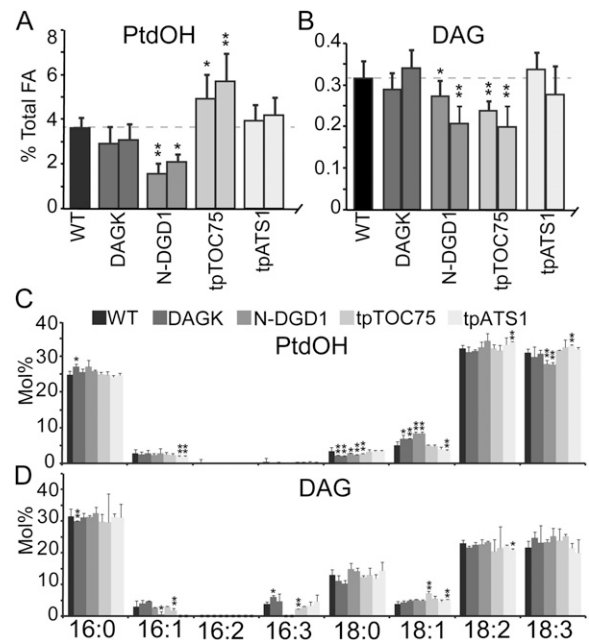 A PtdOH
B DAG
% Total FA
8
6
4
2
0
0.4
0.3
0.2
0.1
0
* **
** *
* **
** **
WT DAGK N-DGD1 tpTOC75 tpATS1
WT DAGK N-DGD1 tpTOC75 tpATS1
C WT DAGK N-DGD1 tpTOC75 tpATS1
PtdOH
Mol%
40
30
20
10
0
D DAG
Mol%
40
30
20
10
0
16:0 16:1 16:2 16:3 18:0 18:1 18:2 18:3